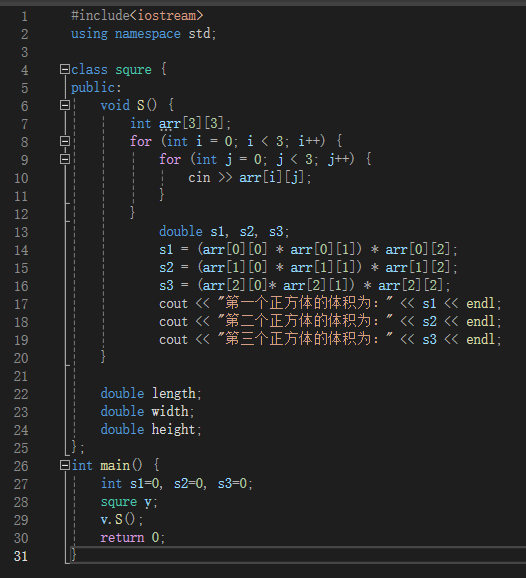 1 #include<iostream>
2 using namespace std;
3
4 class squre {
5 public:
6 void S() {
7 int arr[3][3];
8 for (int i = 0; i < 3; i++) {
9 for (int j = 0; j < 3; j++) {
10 cin >> arr[i][j];
11 }
12 }
13 double s1, s2, s3;
14 s1 = (arr[0][0] * arr[0][1]) * arr[0][2];
15 s2 = (arr[1][0] * arr[1][1]) * arr[1][2];
16 s3 = (arr[2][0]* arr[2][1]) * arr[2][2];
17 cout << "第一个正方体的体积为：" << s1 << endl;
18 cout << "第二个正方体的体积为：" << s2 << endl;
19 cout << "第三个正方体的体积为：" << s3 << endl;
20 }
21
22 double length;
23 double width;
24 double height;
25 };
26 int main() {
27 int s1=0, s2=0, s3=0;
28 squre y;
29 v.S();
30 return 0;
31 }